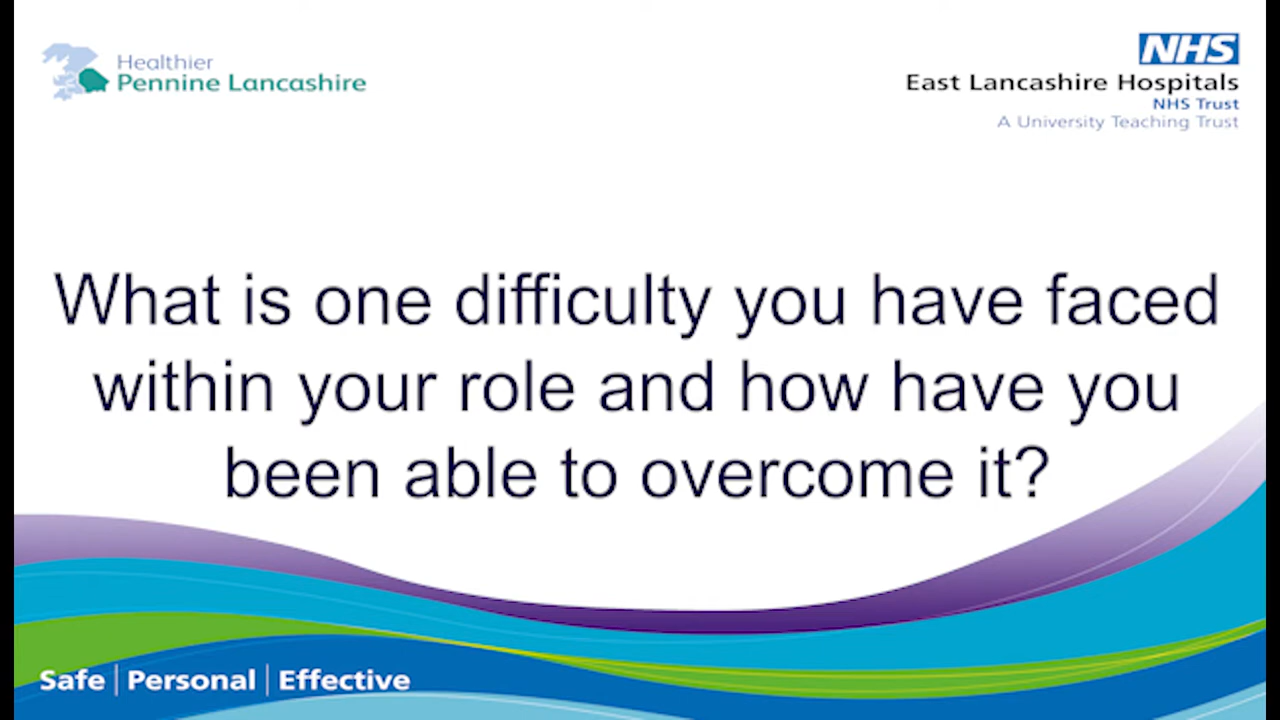 Healthier
Pennine Lancashire
NHS
East Lancashire Hospitals
NHS Trust
A University Teaching Trust
What is one difficulty you have faced
within your role and how have you
been able to overcome it?
Safe | Personal | Effective